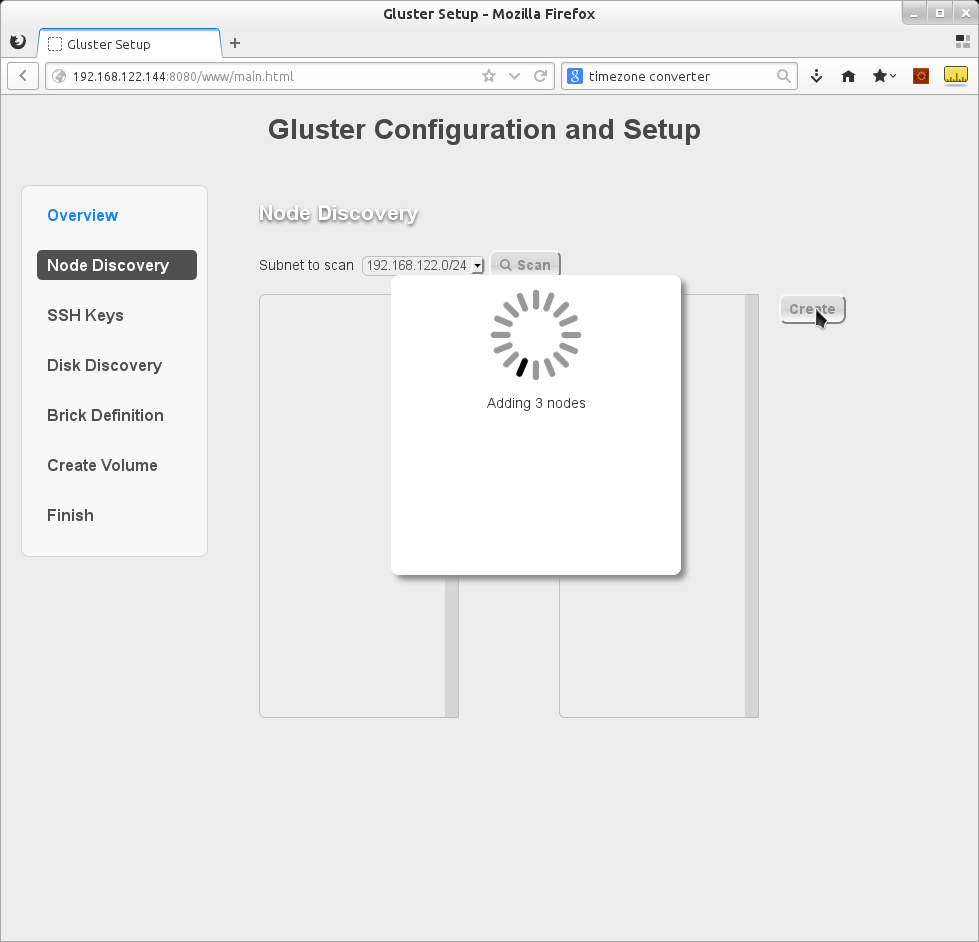 Gluster Setup - Mozilla Firefox
Gluster Setup
192.168.122.144:8080/www/main.html
8 timezone converter
Gluster Configuration and Setup
Overview
Node Discovery
SSH Keys
Disk Discovery
Brick Definition
Create Volume
Finish
Node Discovery
Subnet to scan 192.168.122.0/24 Scan
Create
Adding 3 nodes